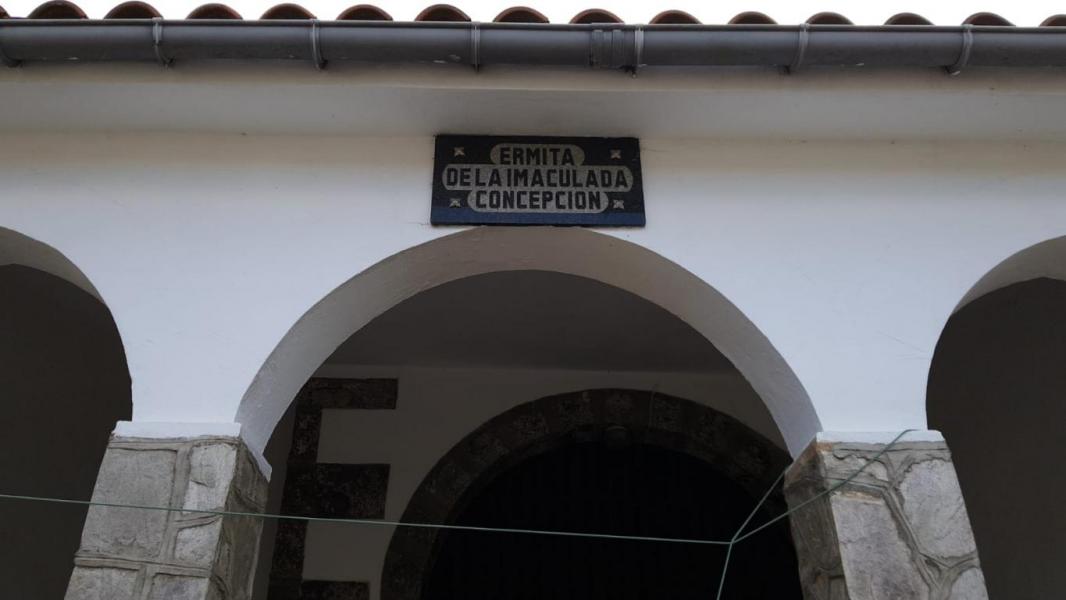 ERMITA
DE LA IMACULADA
CONCEPCION